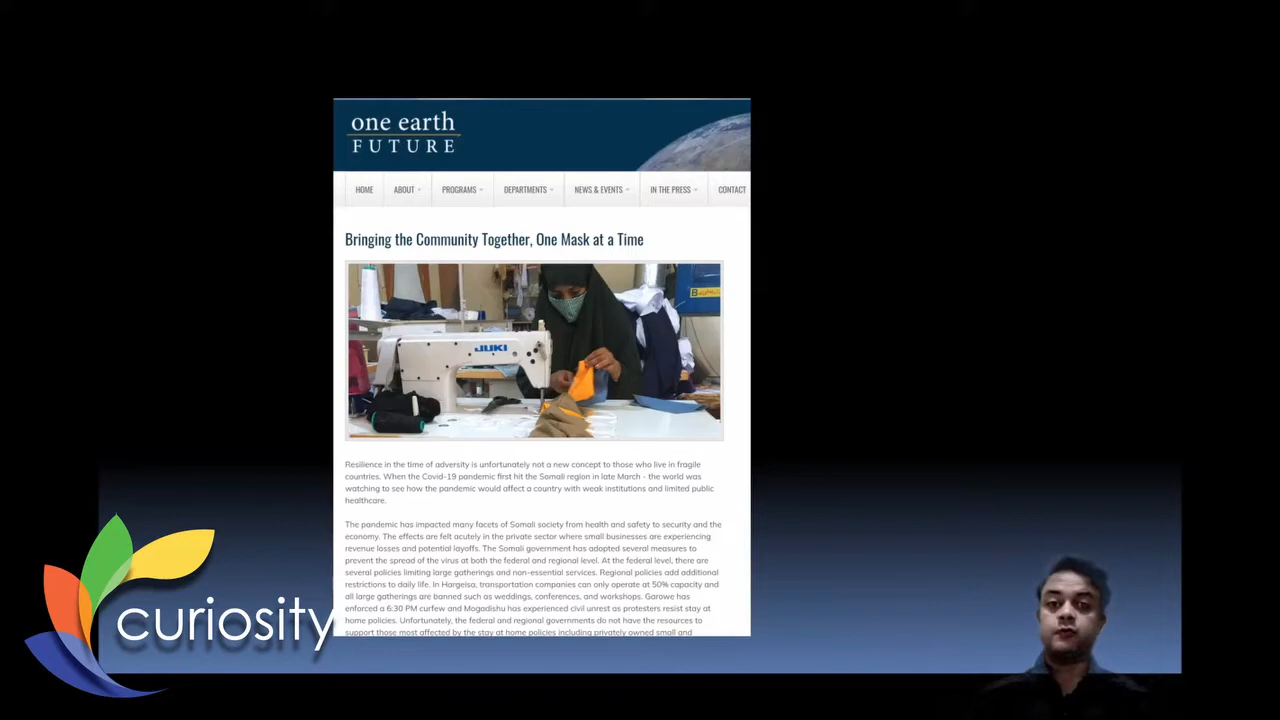 one earth
FUTURE
HOME
ABOUT
PROGRAMS
DEPARTMENTS
NEWS & EVENTS
IN THE PRESS
CONTACT
Bringing the Community Together, One Mask at a Time
JUKI
Resilience in the time of adversity is unfortunately not a new concept to those who live in fragile
countries. When the Covid-19 pandemic first hit the Somali region in late March - the world was
watching to see how the pandemic would affect a country with weak institutions and limited public
healthcare.
The pandemic has impacted many facets of Somali society from health and safety to security and the
economy. The effects are felt acutely in the private sector where small businesses are experiencing
revenue losses and potential layoffs. The Somali government has adopted several measures to
prevent the spread of the virus at both the federal and regional level. At the federal level, there are
several policies limiting large gatherings and non-essential services. Regional policies add additional
restrictions to daily life. In Hargeisa, transportation companies can only operate at 50% capacity and
all large gatherings are banned such as weddings, conferences, and workshops. Garowe has
enforced a 6:30 PM curfew and Mogadishu has experienced civil unrest as protesters resist stay at
home policies. Unfortunately, the federal and regional governments do not have the resources to
support those most affected by the stay at home policies including privately owned small and
curiosity